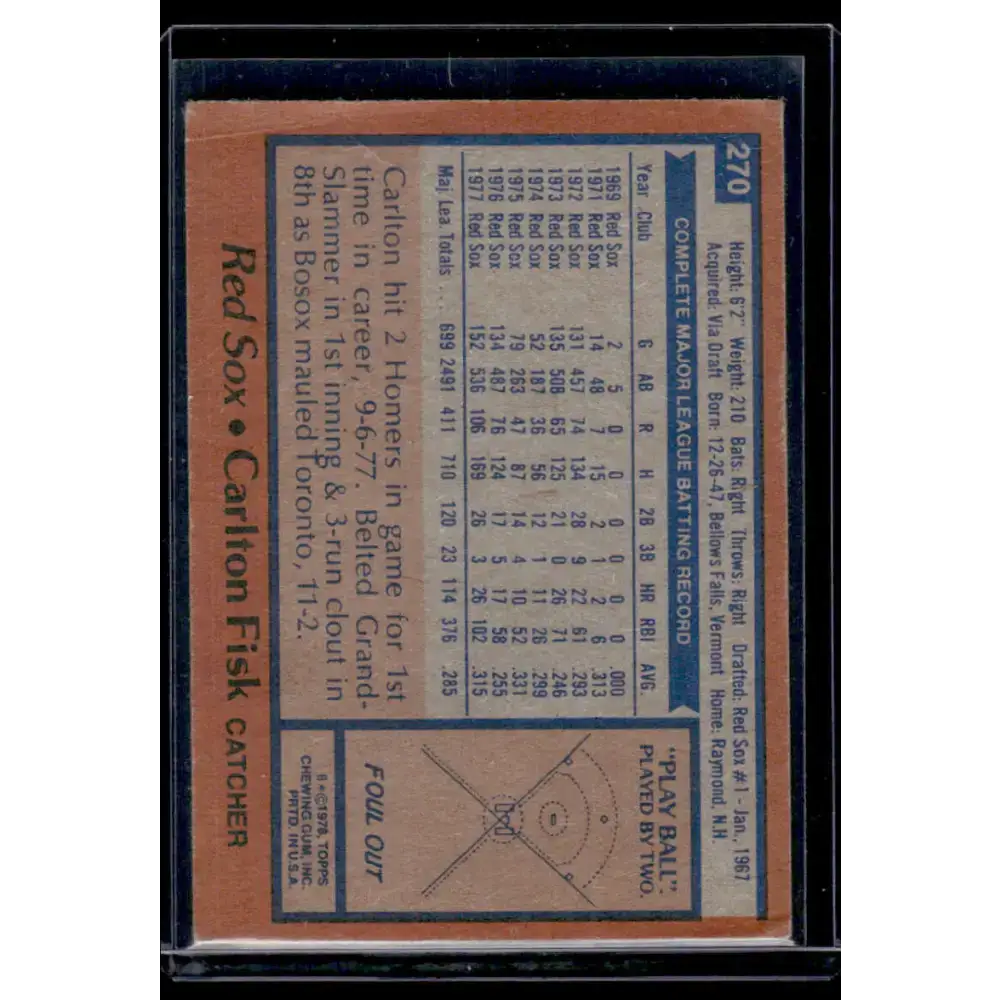 270
Height: 6'2" Weight: 210 Bats: Right Throws: Right Drafted: Red Sox #1 - Jan., 1967
Acquired: Via Draft Born: 12-26-47, Bellows Falls, Vermont Home: Raymond, N.H.
COMPLETE MAJOR LEAGUE BATTING RECORD
Year Club G AB R H 2B 3B HR RBI AVG.
1969 Red Sox 2 5 0 0 0 0 0 0 .000
1971 Red Sox 14 48 7 15 2 1 2 6 .313
1972 Red Sox 131 457 74 134 28 9 22 61 .293
1973 Red Sox 135 508 65 125 21 0 26 71 .246
1974 Red Sox 52 187 36 56 12 1 11 26 .299
1975 Red Sox 79 263 47 87 14 4 10 52 .331
1976 Red Sox 134 487 76 124 17 5 17 58 .255
1977 Red Sox 152 536 106 169 26 3 26 102 .315
Maj. Lea. Totals ... 699 2491 411 710 120 23 114 376 .285
Carlton hit 2 Homers in game for 1st
time in career, 9-6-77. Belted Grand-
Slammer in 1st inning & 3-run clout in
8th as Bosox mauled Toronto, 11-2.
"PLAY BALL"
PLAYED BY TWO.
FOUL OUT
B*©1978, TOPPS
CHEWING GUM, INC.
PRTD. IN U.S.A.
Red Sox • Carlton Fisk CATCHER